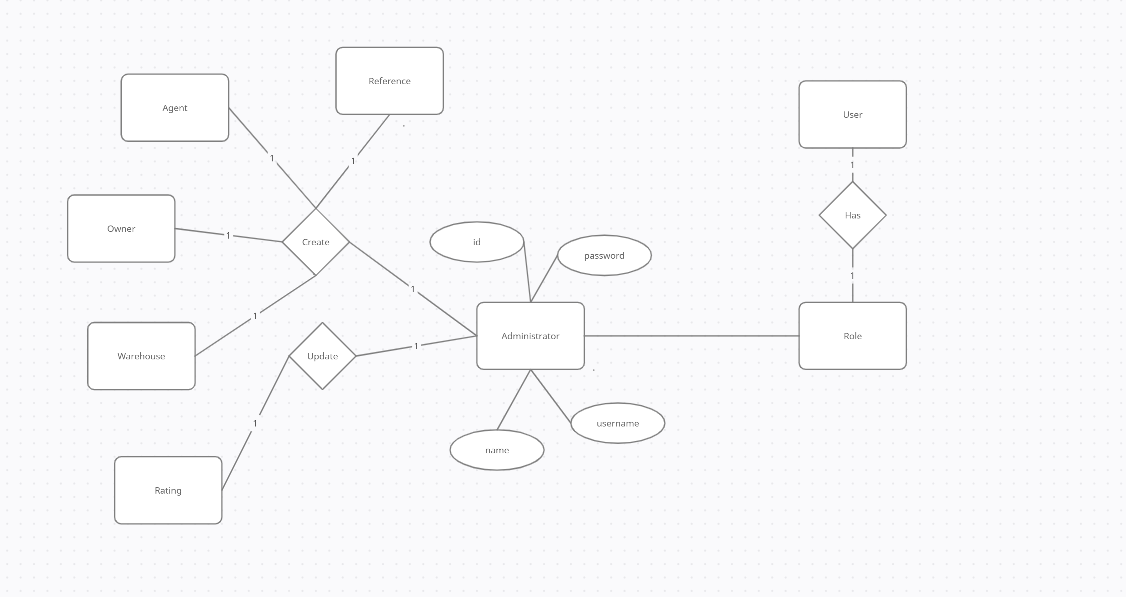 Reference
Agent
User
1
1
1
Has
Owner
1
Create
id
password
1
1
1
Administrator
Role
Warehouse
Update
1
1
username
name
Rating